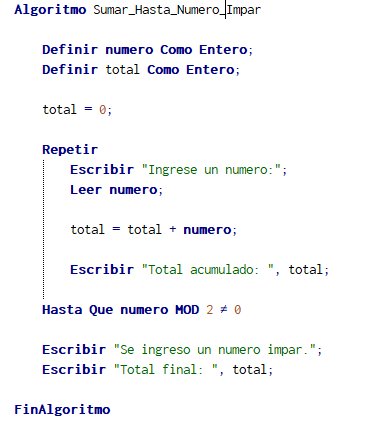 Algoritmo Sumar_Hasta_Numero_Impar
Definir numero Como Entero;
Definir total Como Entero;
total = 0;
Repetir
Escribir "Ingrese un numero:";
Leer numero;
total = total + numero;
Escribir "Total acumulado: ", total;
Hasta Que numero MOD 2 ≠ 0
Escribir "Se ingreso un numero impar.";
Escribir "Total final: ", total;
FinAlgoritmo